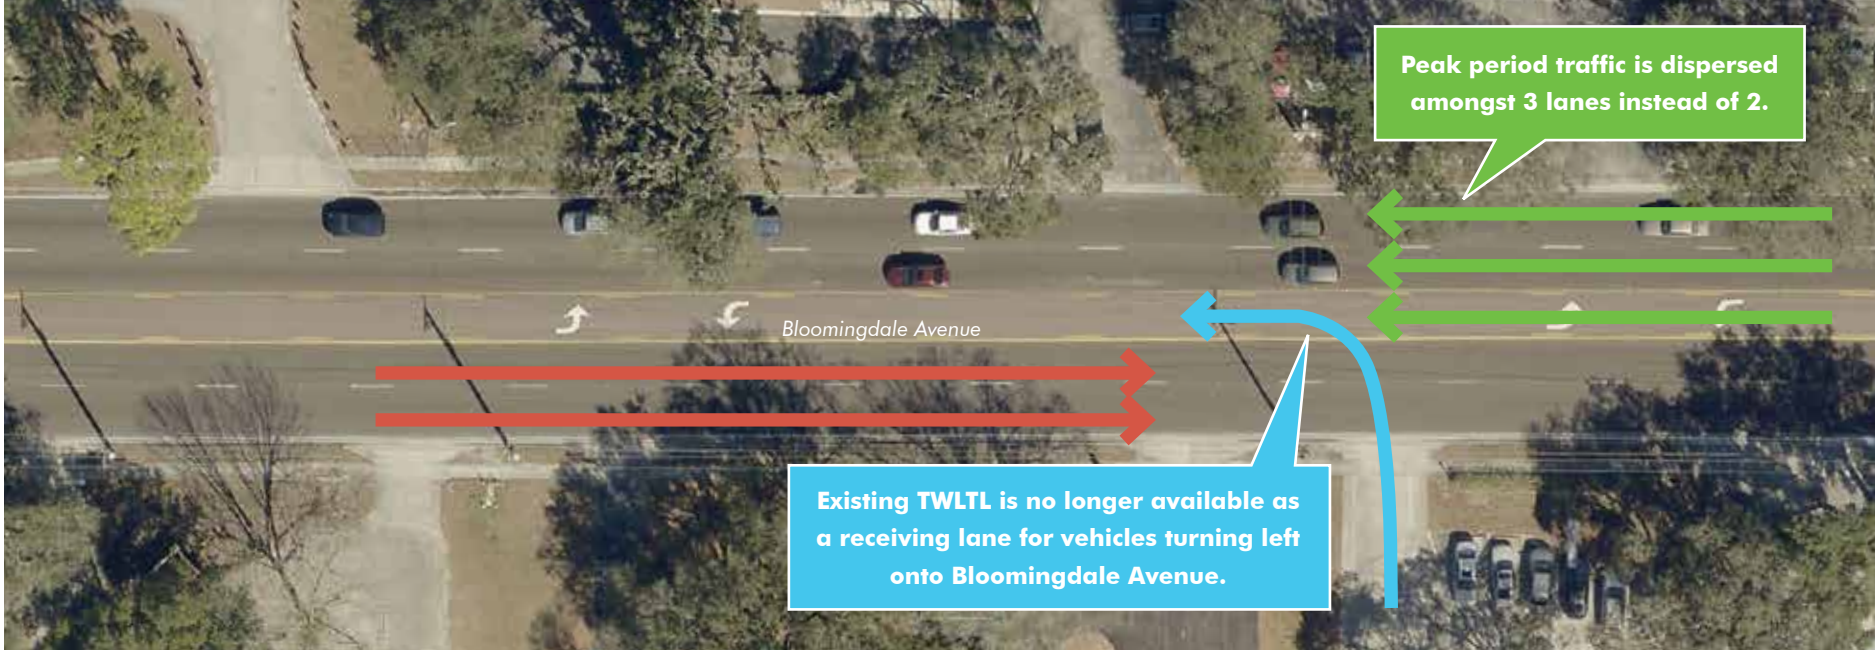 Peak period traffic is dispersed
amongst 3 lanes instead of 2.
Bloomingdale Avenue
Existing TWLTL is no longer available as
a receiving lane for vehicles turning left
onto Bloomingdale Avenue.